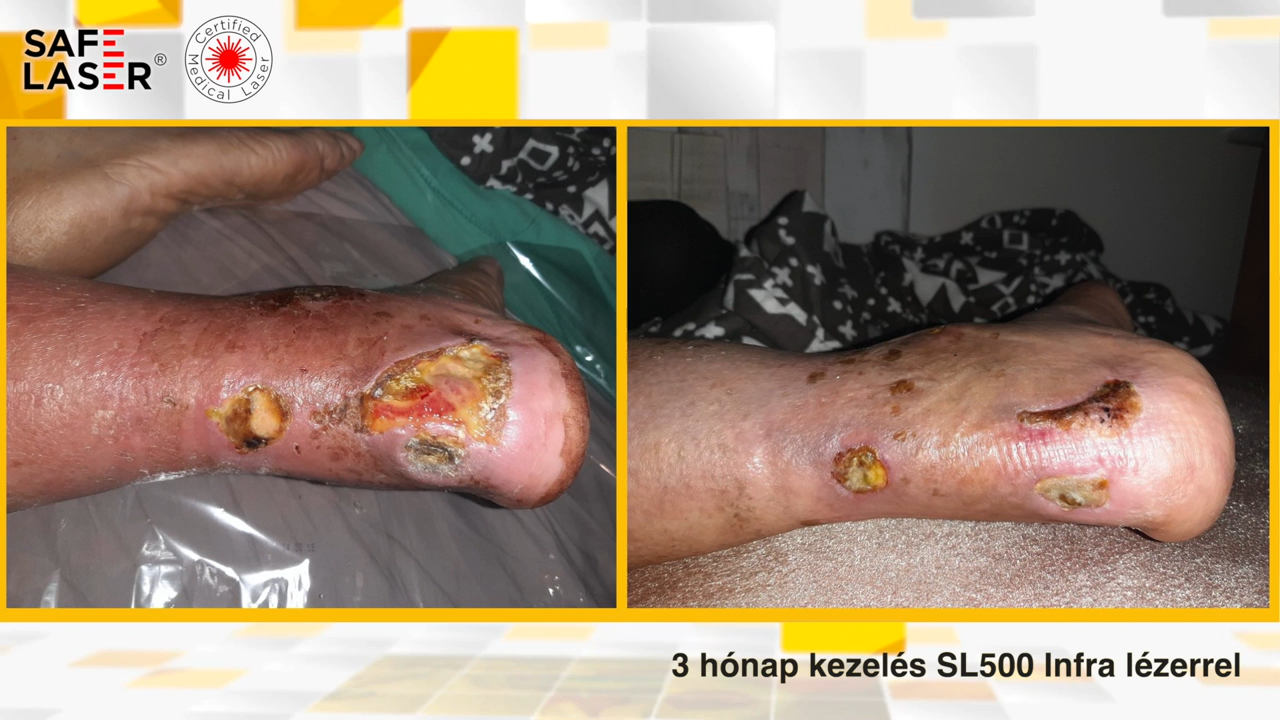 SAFE
LASER®
Certified
Medical Laser
3 hónap kezelés SL500 Infra lézerrel